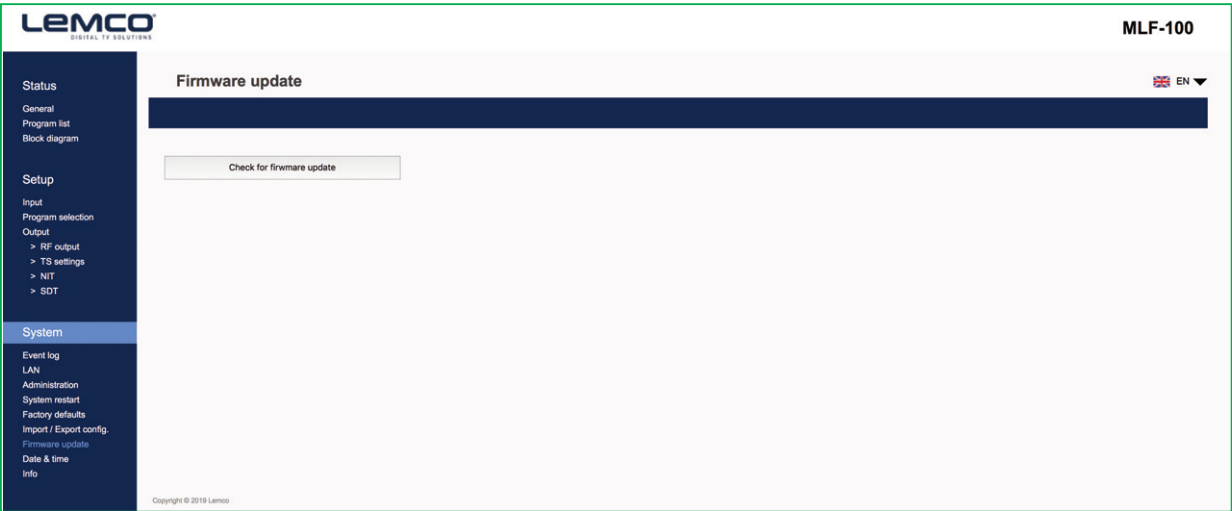 Lemco
DIGITAL TV SOLUTIONS
MLF-100
Status
General
Program list
Block diagram
Setup
Input
Program selection
Output
> RF output
> TS settings
> NIT
> SDT
System
Event log
LAN
Administration
System restart
Factory defaults
Import / Export config.
Firmware update
Date & time
Info
Firmware update
EN
Check for firwmare update
Copyright © 2019 Lemco